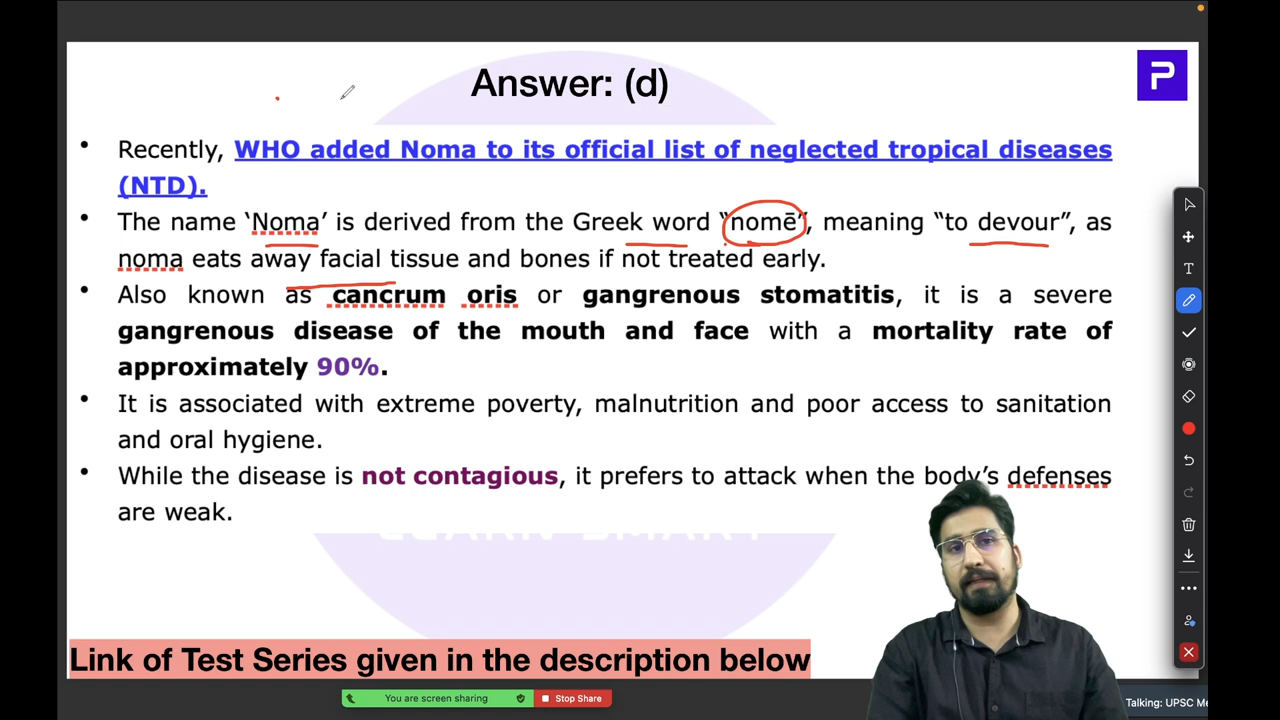 Answer: (d)
P
• Recently, WHO added Noma to its official list of neglected tropical diseases
(NTD).
• The name ‘Noma’ is derived from the Greek word “nomē”, meaning “to devour”, as
noma eats away facial tissue and bones if not treated early.
• Also known as cancrum oris or gangrenous stomatitis, it is a severe
gangrenous disease of the mouth and face with a mortality rate of
approximately 90%.
• It is associated with extreme poverty, malnutrition and poor access to sanitation
and oral hygiene.
• While the disease is not contagious, it prefers to attack when the body’s defenses
are weak.
LEARN SMART
Link of Test Series given in the description below
You are screen sharing
Stop Share
Talking: UPSC
T